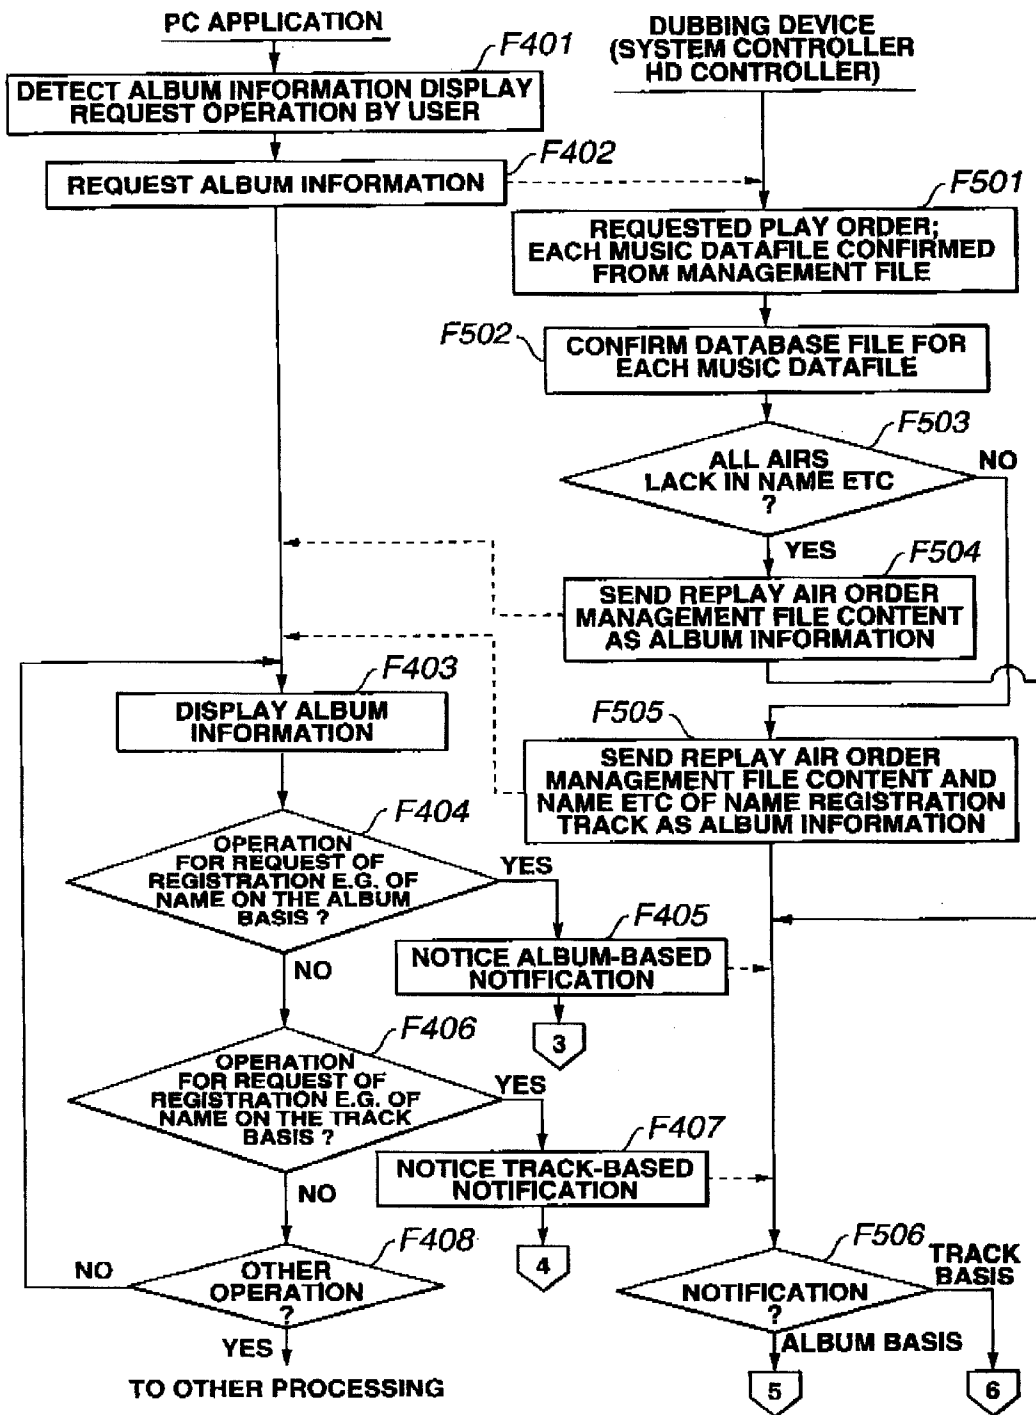 PC APPLICATION
F401
DETECT ALBUM INFORMATION DISPLAY
REQUEST OPERATION BY USER
F402
REQUEST ALBUM INFORMATION
F403
DISPLAY ALBUM
INFORMATION
F404
OPERATION
FOR REQUEST OF
REGISTRATION E.G. OF
NAME ON THE ALBUM
BASIS ?
YES
NO
F405
NOTICE ALBUM-BASED
NOTIFICATION
3
F406
OPERATION
FOR REQUEST OF
REGISTRATION E.G. OF
NAME ON THE TRACK
BASIS ?
YES
NO
F407
NOTICE TRACK-BASED
NOTIFICATION
4
F408
OTHER
OPERATION
?
NO
YES
TO OTHER PROCESSING
DUBBING DEVICE
(SYSTEM CONTROLLER
HD CONTROLLER)
F501
REQUESTED PLAY ORDER;
EACH MUSIC DATAFILE CONFIRMED
FROM MANAGEMENT FILE
F502
CONFIRM DATABASE FILE FOR
EACH MUSIC DATAFILE
F503
ALL AIRS
LACK IN NAME ETC
?
NO
YES
F504
SEND REPLAY AIR ORDER
MANAGEMENT FILE CONTENT
AS ALBUM INFORMATION
F505
SEND REPLAY AIR ORDER
MANAGEMENT FILE CONTENT AND
NAME ETC OF NAME REGISTRATION
TRACK AS ALBUM INFORMATION
F506
NOTIFICATION
?
TRACK
BASIS
ALBUM BASIS
5
6